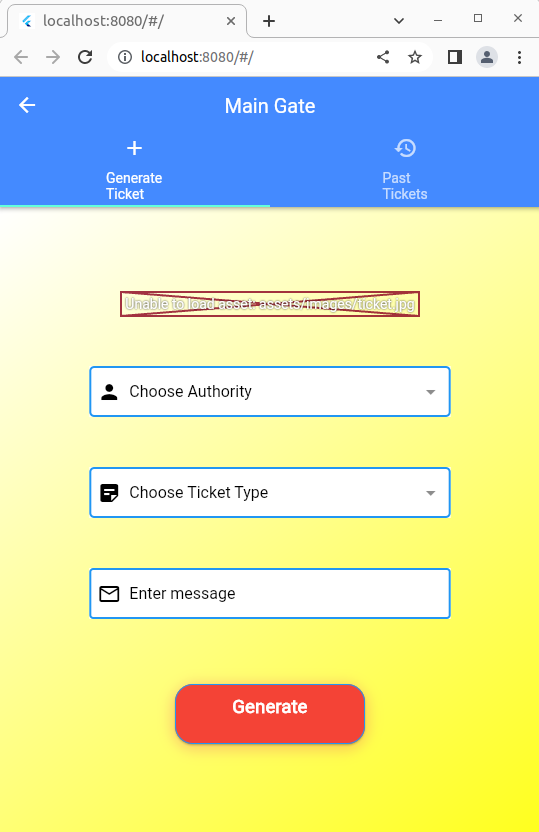 localhost:8080/#/
localhost:8080/#/
Main Gate
Generate
Ticket
Past
Tickets
Unable to load asset: assets/images/ticket.jpg
Choose Authority
Choose Ticket Type
Enter message
Generate